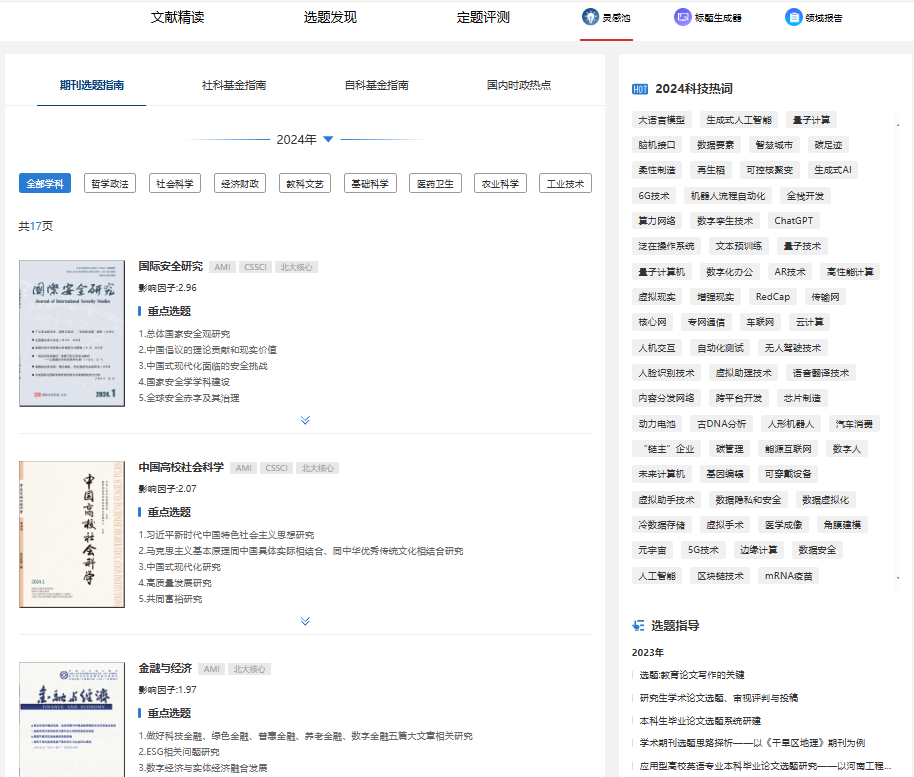 文献精读
选题发现
定题评测
灵感池
标题生成器
领域报告
期刊选题指南
社科基金指南
自科基金指南
国内时政热点
2024年
全部学科
哲学政法
社会科学
经济财政
教科文艺
基础科学
医药卫生
农业科学
工业技术
共17页
国际安全研究 AMI CSSCI 北大核心
影响因子:2.96
重点选题
1.总体国家安全观研究
2.中国倡议的理论贡献和现实价值
3.中国式现代化面临的安全挑战
4.国家安全学学科建设
5.全球安全赤字及其治理
國際安全研究
Journal of International Security Studies
2024.1
中国高校社会科学 AMI CSSCI 北大核心
影响因子:2.07
重点选题
1.习近平新时代中国特色社会主义思想研究
2.马克思主义基本原理同中国具体实际相结合、同中华优秀传统文化相结合研究
3.中国式现代化研究
4.高质量发展研究
5.共同富裕研究
中国高校社会科学
2024.1
金融与经济 AMI 北大核心
影响因子:1.97
重点选题
1.做好科技金融、绿色金融、普惠金融、养老金融、数字金融五篇大文章相关研究
2.ESG相关问题研究
3.数字经济与实体经济融合发展
金融与经济
FINANCE AND ECONOMY
HOT 2024科技热词
大语言模型 生成式人工智能 量子计算
脑机接口 数据要素 智慧城市 碳足迹
柔性制造 再生稻 可控核聚变 生成式AI
6G技术 机器人流程自动化 全栈开发
算力网络 数字孪生技术 ChatGPT
泛在操作系统 文本预训练 量子技术
量子计算机 数字化办公 AR技术 高性能计算
虚拟现实 增强现实 RedCap 传输网
核心网 专网通信 车联网 云计算
人机交互 自动化测试 无人驾驶技术
人脸识别技术 虚拟助理技术 语音翻译技术
内容分发网络 跨平台开发 芯片制造
动力电池 古DNA分析 人形机器人 汽车消费
“链主”企业 碳管理 能源互联网 数字人
未来计算机 基因编辑 可穿戴设备
虚拟助手技术 数据隐私和安全 数据虚拟化
冷数据存储 虚拟手术 医学成像 角膜建模
元宇宙 5G技术 边缘计算 数据安全
人工智能 区块链技术 mRNA疫苗
选题指导
2023年
选题:教育论文写作的关键
研究生学术论文选题、审视评判与投稿
本科生毕业论文选题系统研建
学术期刊选题思路探析——以《干旱区地理》期刊为例
应用型高校英语专业本科毕业论文选题研究——以河南工程...